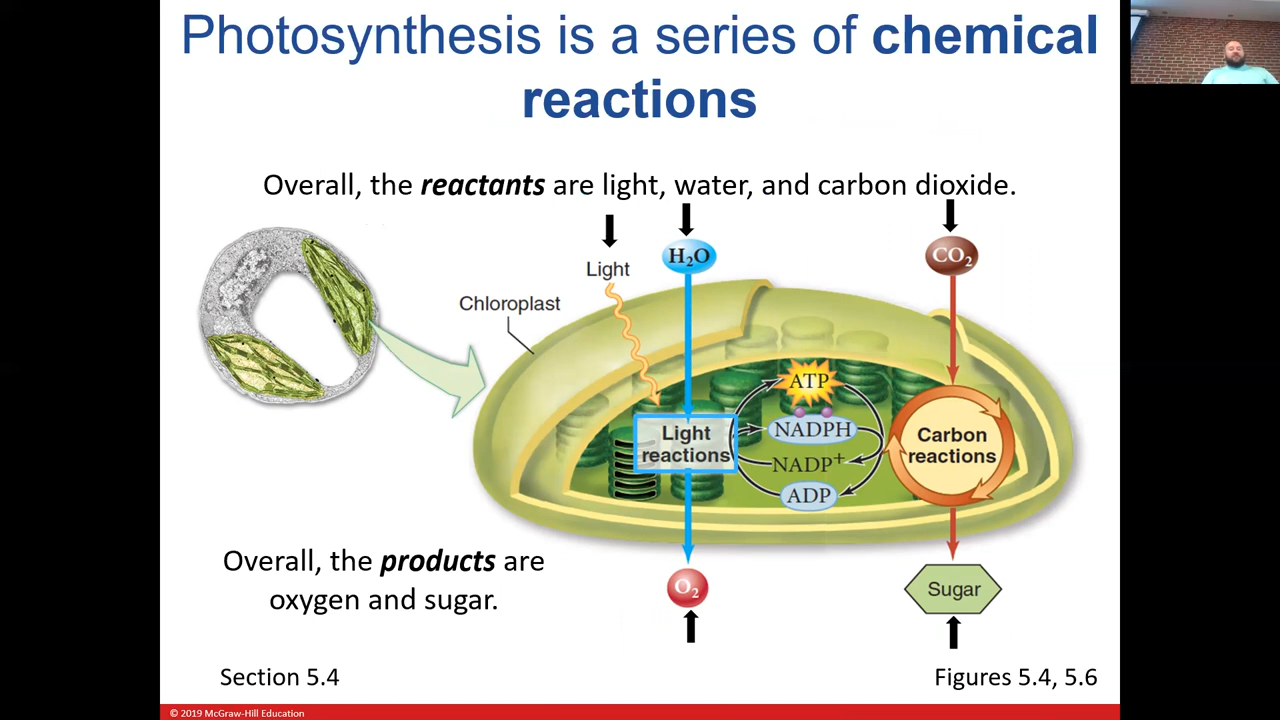 Photosynthesis is a series of chemical
reactions
Overall, the reactants are light, water, and carbon dioxide.
Light
H₂O
CO₂
Chloroplast
ATP
NADPH
NADP⁺
ADP
Light
reactions
Carbon
reactions
Overall, the products are
oxygen and sugar.
O₂
Sugar
Section 5.4
Figures 5.4, 5.6
© 2019 McGraw-Hill Education